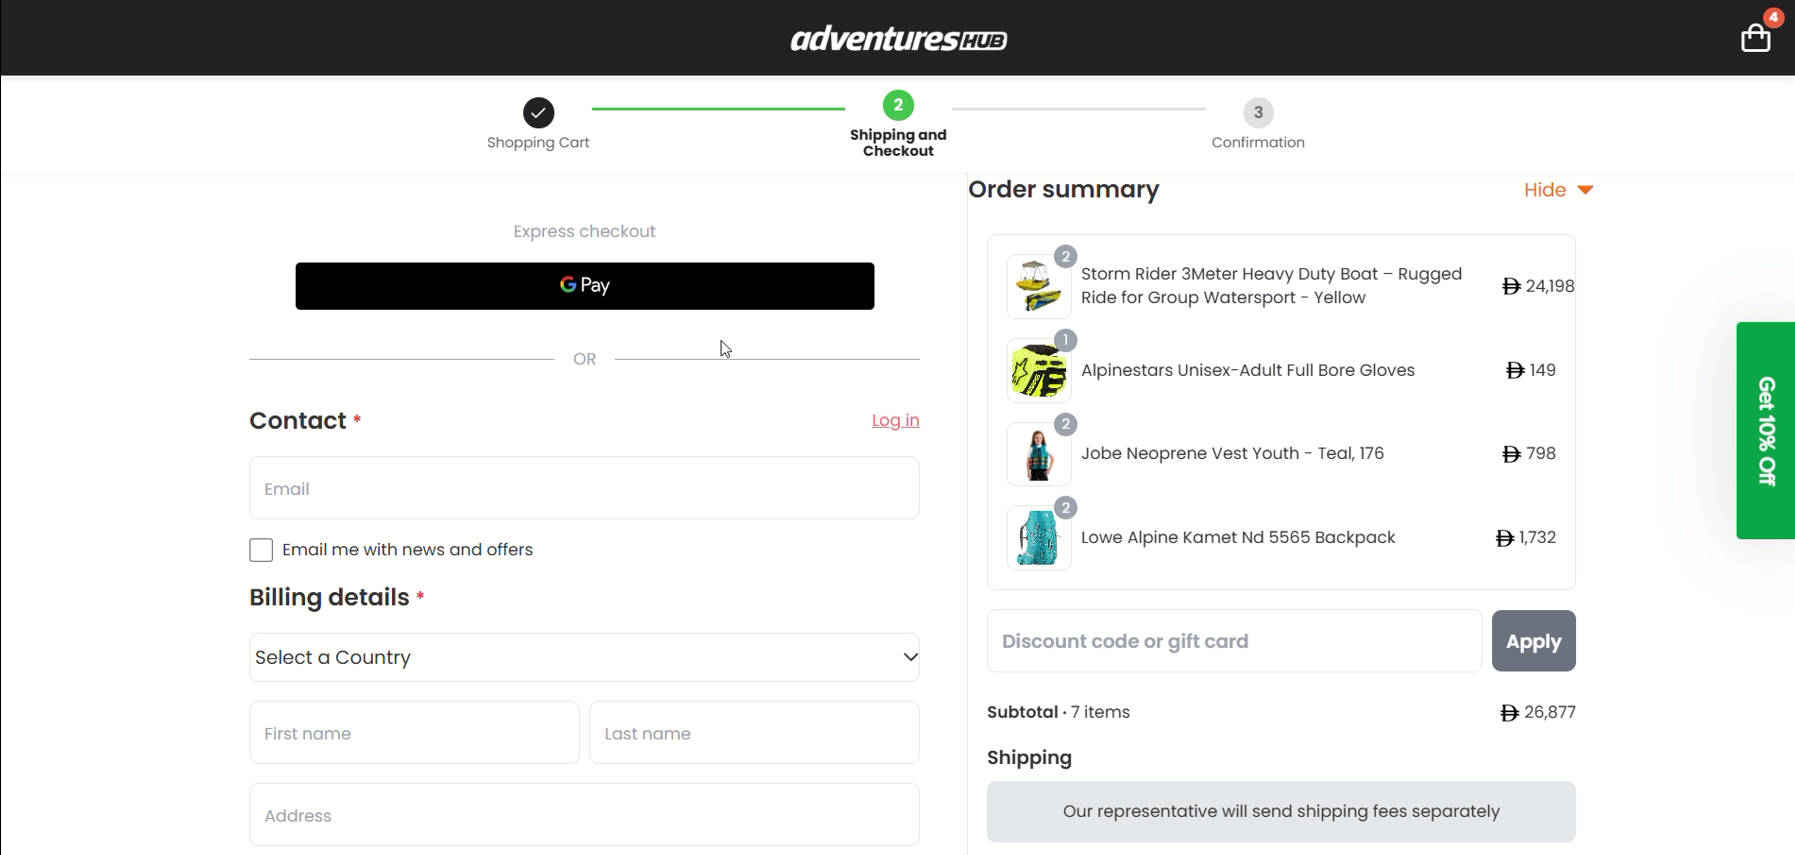 adventuresHUB
4
2
3
Shopping Cart
Shipping and
Checkout
Confirmation
Express checkout
G Pay
OR
Contact *
Log in
Email
Email me with news and offers
Billing details *
Select a Country
First name
Last name
Address
Order summary
Hide
2
Storm Rider 3Meter Heavy Duty Boat – Rugged
Ride for Group Watersport - Yellow
24,198
1
Alpinestars Unisex-Adult Full Bore Gloves
149
2
Jobe Neoprene Vest Youth - Teal, 176
798
2
Lowe Alpine Kamet Nd 5565 Backpack
1,732
Discount code or gift card
Apply
Subtotal · 7 items
26,877
Shipping
Our representative will send shipping fees separately
Get 10% Off